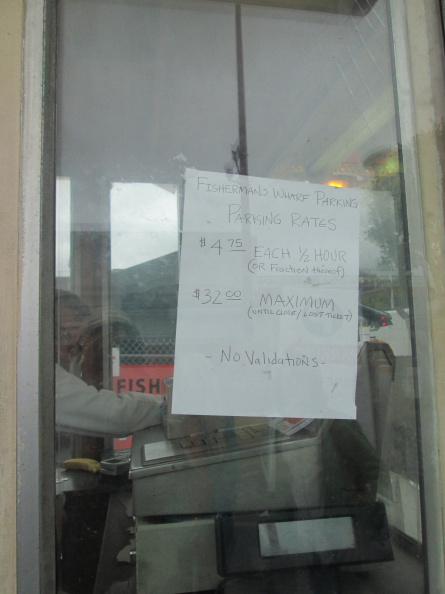 FISHERMANS WHARF PARKING
PARKING RATES
$4.75 EACH ½ HOUR
(OR Fraction thereof)
$32.00 MAXIMUM
(UNTIL CLOSE/LOST TICKET)
- No Validations -
FISH